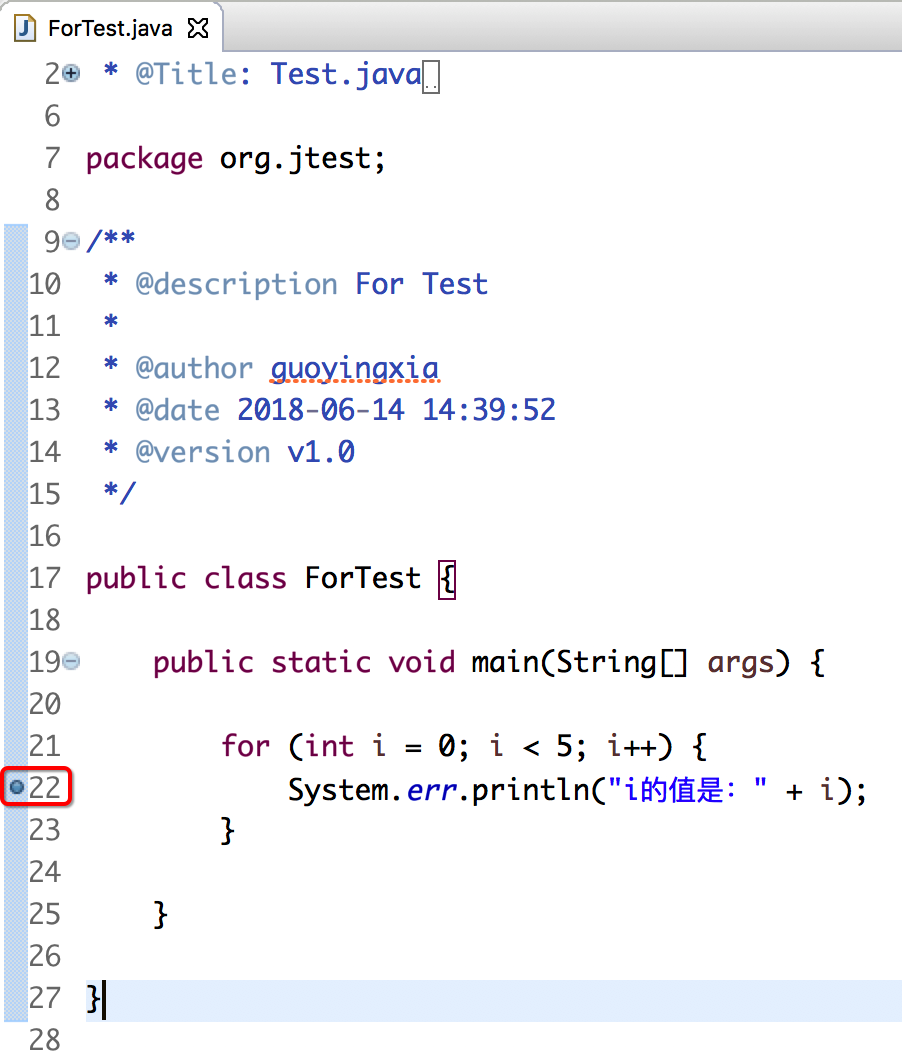 ForTest.java
2 * @Title: Test.java
6
7 package org.jtest;
8
9 /**
10 * @description For Test
11 *
12 * @author guoyingxia
13 * @date 2018-06-14 14:39:52
14 * @version v1.0
15 */
16
17 public class ForTest {
18
19 public static void main(String[] args) {
20
21 for (int i = 0; i < 5; i++) {
22 System.err.println("i的值是：" + i);
23 }
24
25 }
26
27 }
28